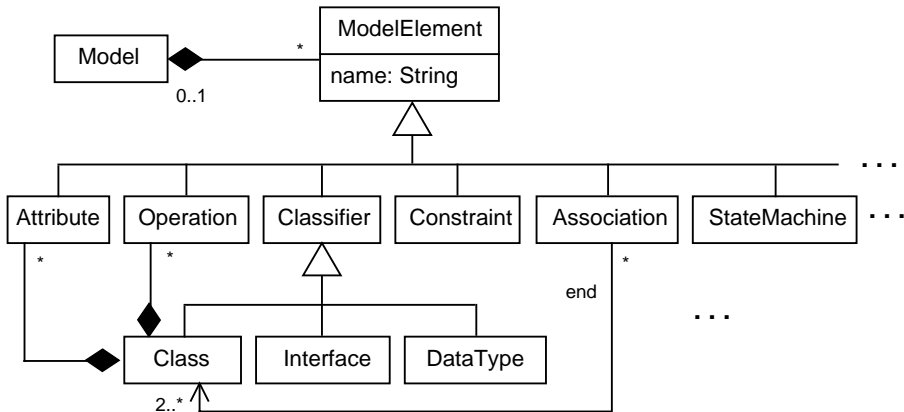 ModelElement
Model
*
name: String
0..1
. . .
Attribute
Operation
Classifier
Constraint
Association
StateMachine
. . .
*
*
*
end
. . .
Class
Interface
DataType
2..*